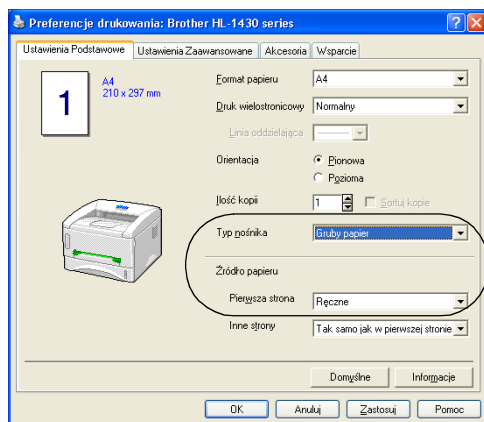 Preferencje drukowania: Brother HL-1430 series
Ustawienia Podstawowe Ustawienia Zaawansowane Akcesoria Wsparcie
1
A4
210 x 297 mm
Format papieru A4
Druk wielostronicowy Normalny
Linia oddzielająca
Orientacja Pionowa
Pozioma
Ilość kopii 1 Sortuj kopie
Typ nośnika Gruby papier
Źródło papieru
Pierwsza strona Ręczne
Inne strony Tak samo jak w pierwszej stronie
Domyślne Informacje
OK Anuluj Zastosuj Pomoc